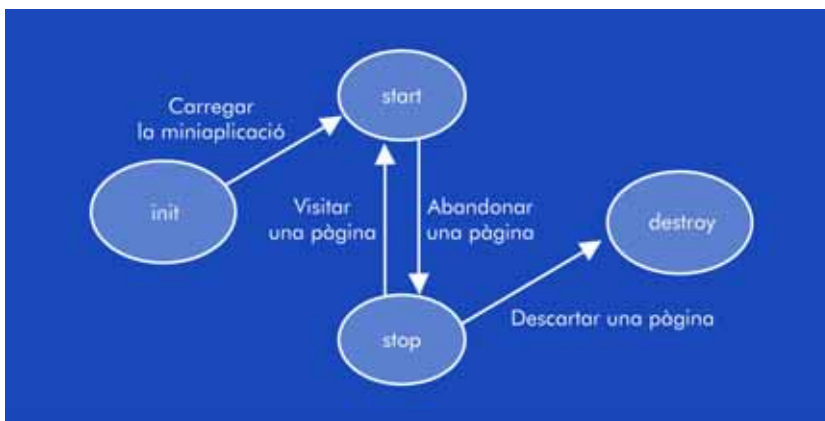 start
Carregar
la miniaplicació
init
Visitar
una pàgina
Abandonar
una pàgina
destroy
stop
Descartar una pàgina